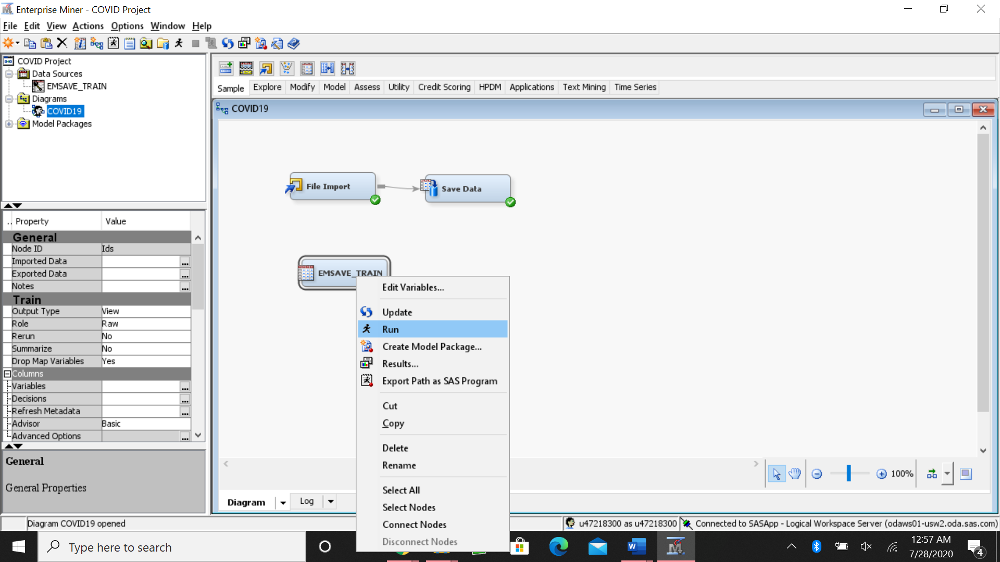 Enterprise Miner - COVID Project
File Edit View Actions Options Window Help
COVID Project
Data Sources
EMSAVE_TRAIN
Diagrams
COVID19
Model Packages
Sample Explore Modify Model Assess Utility Credit Scoring HPDM Applications Text Mining Time Series
COVID19
File Import
Save Data
EMSAVE_TRAIN
Edit Variables...
Update
Run
Create Model Package...
Results...
Export Path as SAS Program
Cut
Copy
Delete
Rename
Select All
Select Nodes
Connect Nodes
Disconnect Nodes
.. Property Value
General
Node ID Ids
Imported Data ...
Exported Data ...
Notes ...
Train
Output Type View
Role Raw
Rerun No
Summarize No
Drop Map Variables Yes
Columns
Variables ...
Decisions ...
Refresh Metadata ...
Advisor Basic
Advanced Options ...
General
General Properties
100%
Diagram Log
Diagram COVID19 opened
u47218300 as u47218300 Connected to SASApp - Logical Workspace Server (odaws01-usw2.oda.sas.com)
Type here to search
W
12:57 AM
7/28/2020
4